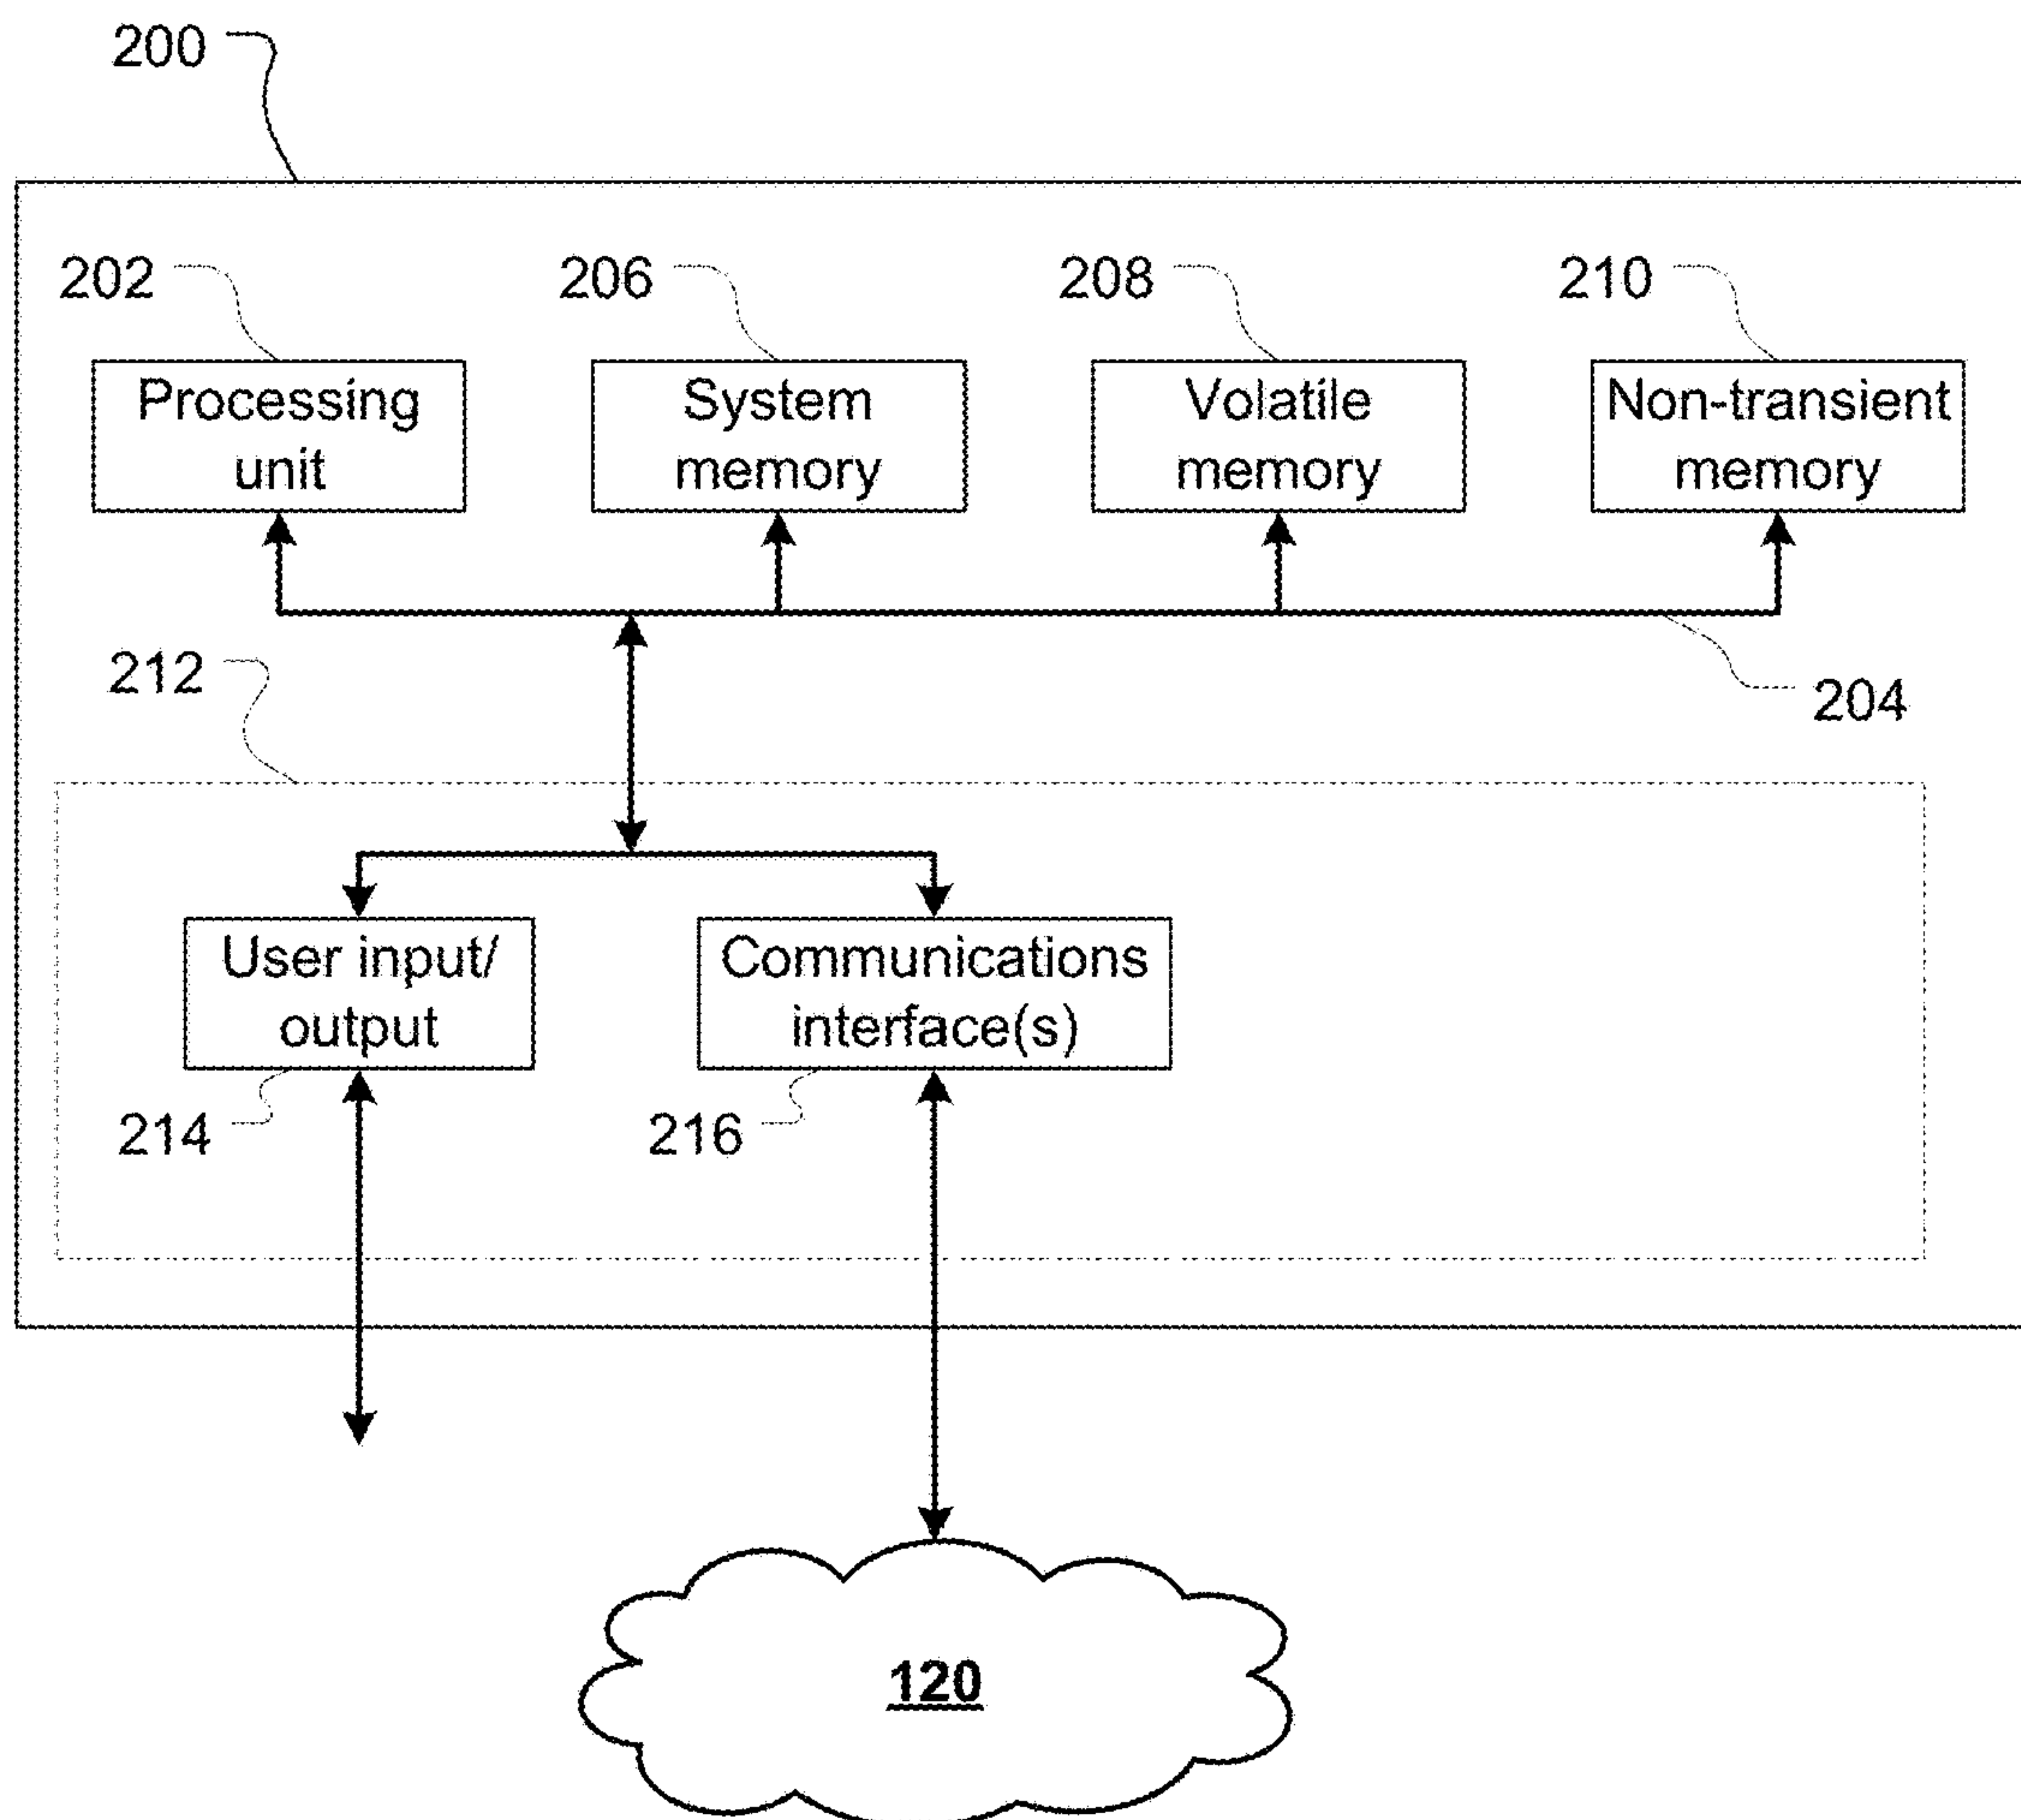 200
202
206
208
210
Processing
unit
System
memory
Volatile
memory
Non-transient
memory
212
204
User input/
output
Communications
interface(s)
214
216
120